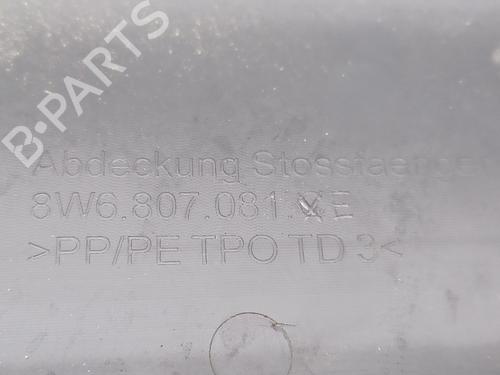 B-PARTS
Abdeckung Stossfaenger
8W6.807.081. E
>PP/PE TPO TD 3<